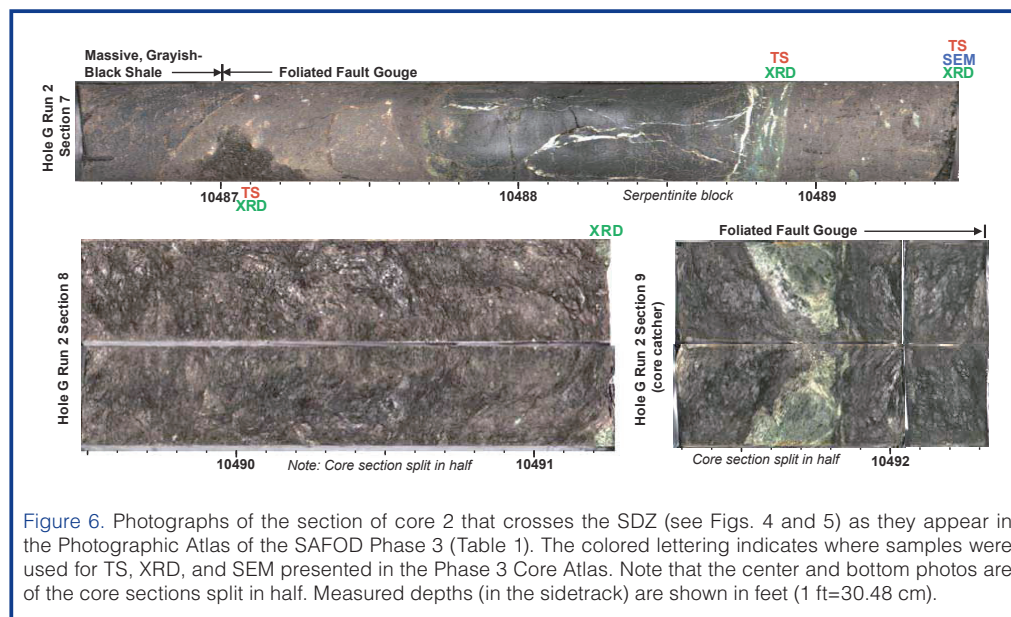 Massive, Grayish-
Black Shale
Foliated Fault Gouge
TS
XRD
TS
SEM
XRD
Hole G Run 2
Section 7
10487
TS
XRD
10488
Serpentinite block
10489
XRD
Hole G Run 2 Section 8
10490
Note: Core section split in half
10491
Foliated Fault Gouge
Hole G Run 2 Section 9
(core catcher)
Core section split in half
10492
Figure 6. Photographs of the section of core 2 that crosses the SDZ (see Figs. 4 and 5) as they appear in
the Photographic Atlas of the SAFOD Phase 3 (Table 1). The colored lettering indicates where samples were
used for TS, XRD, and SEM presented in the Phase 3 Core Atlas. Note that the center and bottom photos are
of the core sections split in half. Measured depths (in the sidetrack) are shown in feet (1 ft=30.48 cm).